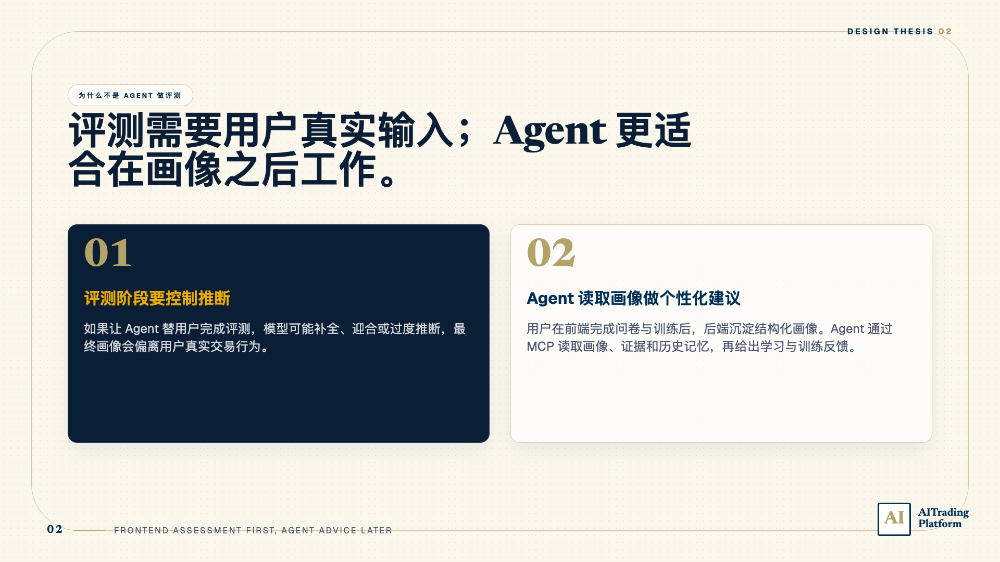 DESIGN THESIS 02
为什么不是 AGENT 做评测
评测需要用户真实输入；Agent 更适
合在画像之后工作。
01
评测阶段要控制推断
如果让 Agent 替用户完成评测，模型可能补全、迎合或过度推断，最
终画像会偏离用户真实交易行为。
02
Agent 读取画像做个性化建议
用户在前端完成问卷与训练后，后端沉淀结构化画像。Agent 通过
MCP 读取画像、证据和历史记忆，再给出学习与训练反馈。
02
FRONTEND ASSESSMENT FIRST, AGENT ADVICE LATER
AI
AITrading
Platform